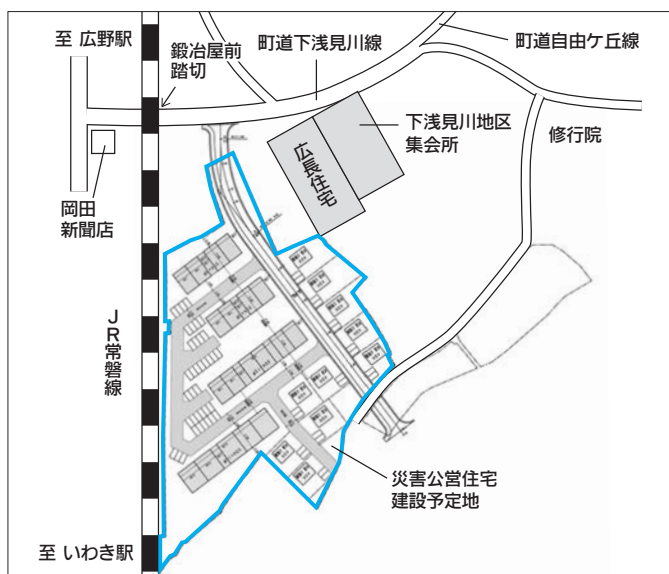 至 広野駅
鍛冶屋前
踏切
町道下浅見川線
町道自由ケ丘線
下浅見川地区
集会所
修行院
広長住宅
岡田
新聞店
JR常磐線
災害公営住宅
建設予定地
至 いわき駅